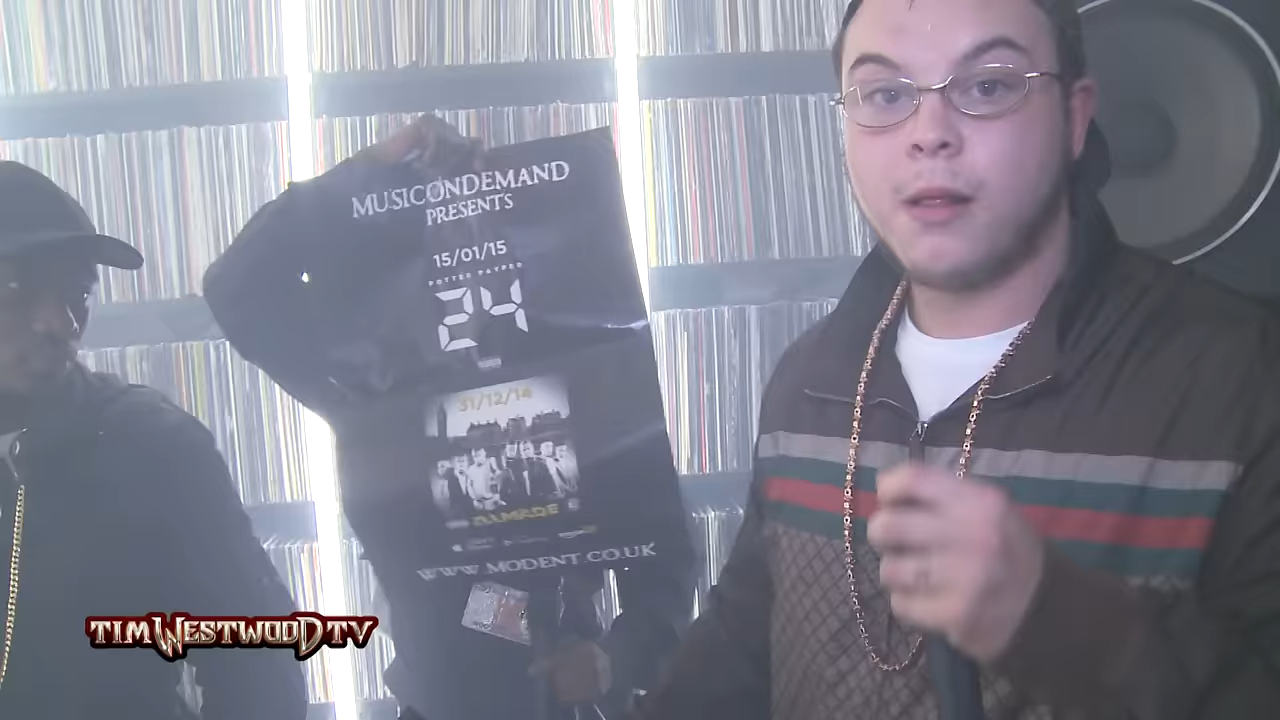 MUSICONDEMAND
PRESENTS
15/01/15
POTTER PAYPER
24
31/12/14
WWW.MODENT.CO.UK
TIMWESTWOODTV